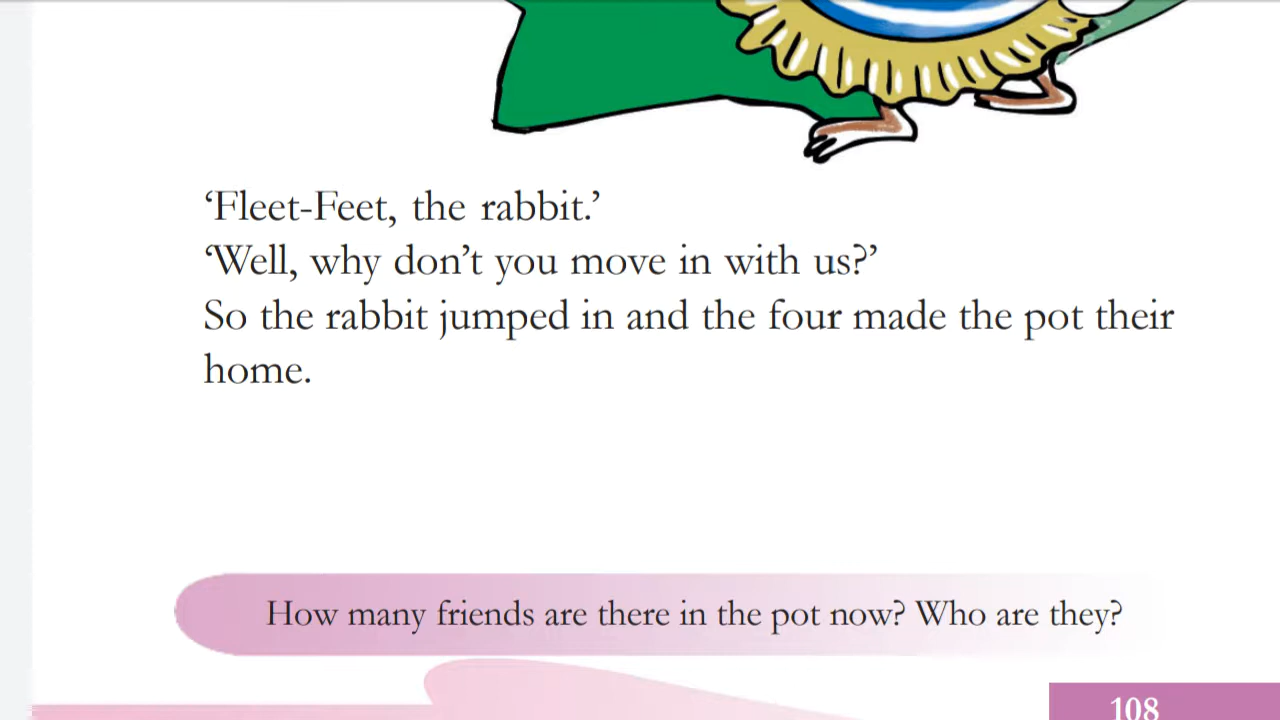 ‘Fleet-Feet, the rabbit.’
‘Well, why don’t you move in with us?’
So the rabbit jumped in and the four made the pot their
home.
How many friends are there in the pot now? Who are they?
108